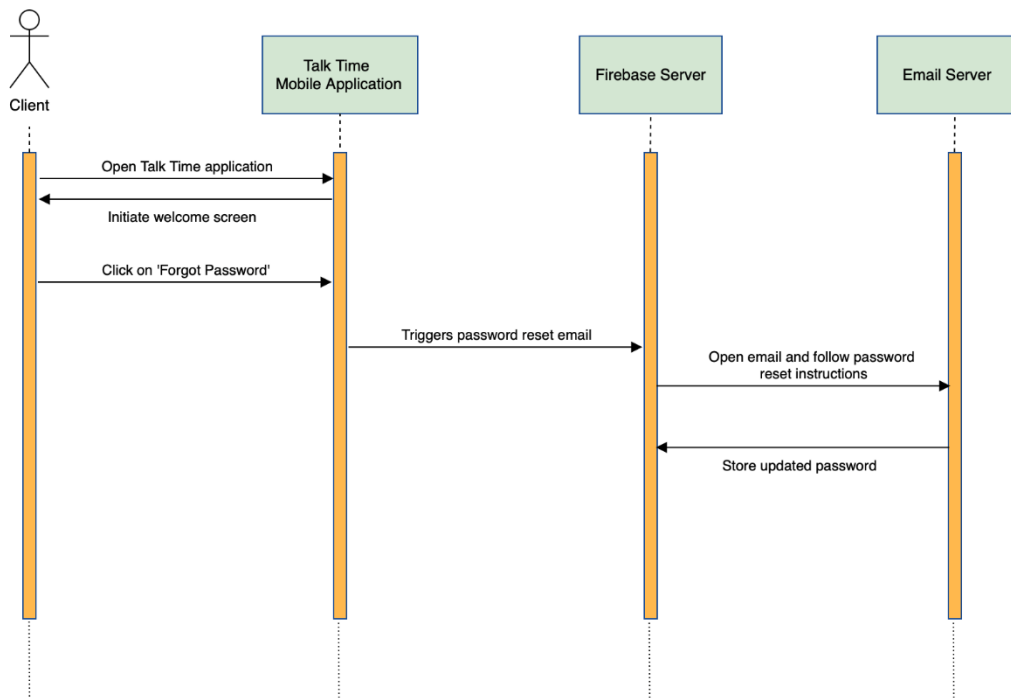 Client
Talk Time
Mobile Application
Firebase Server
Email Server
Open Talk Time application
Initiate welcome screen
Click on 'Forgot Password'
Triggers password reset email
Open email and follow password
reset instructions
Store updated password